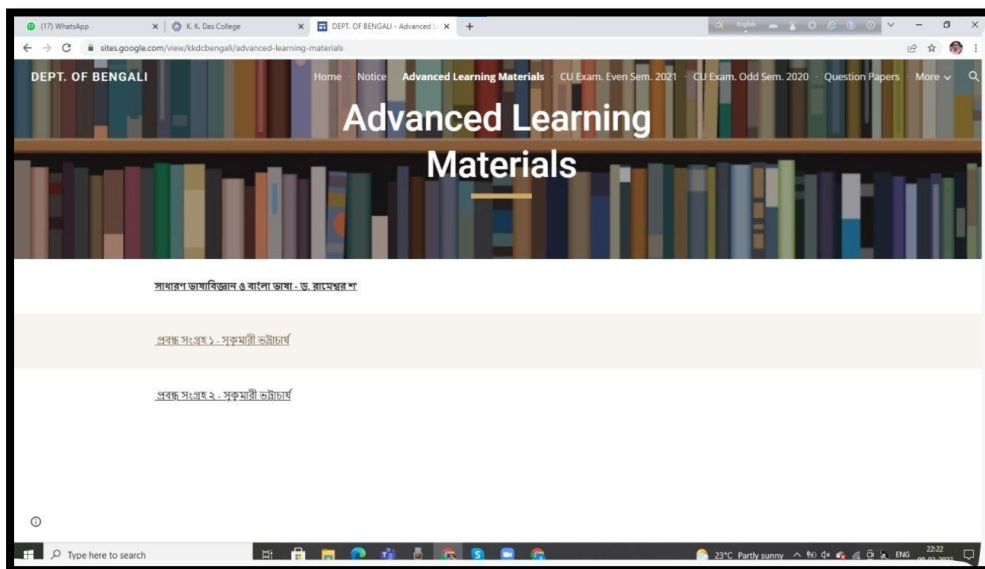 (17) WhatsApp
K. K. Das College
DEPT. OF BENGALI - Advanced L
sites.google.com/view/kkdcbengali/advanced-learning-materials
DEPT. OF BENGALI
Home Notice Advanced Learning Materials CU Exam. Even Sem. 2021 CU Exam. Odd Sem. 2020 Question Papers More
Advanced Learning
Materials
সাধারণ ভাষাবিজ্ঞান ও বাংলা ভাষা - ড. রামেশ্বর শ'
প্রবন্ধ সংগ্রহ ১ - সুকুমারী ভট্টাচার্য
প্রবন্ধ সংগ্রহ ২ - সুকুমারী ভট্টাচার্য
Type here to search
23°C Partly sunny
ENG
22:22